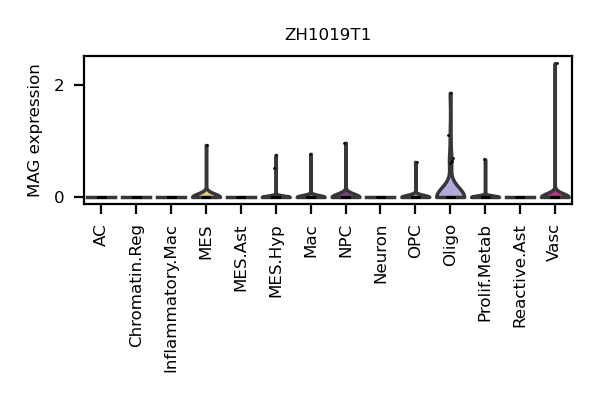 ZH1019T1
MAG expression
2
0
AC
Chromatin.Reg
Inflammatory.Mac
MES
MES.Ast
MES.Hyp
Mac
NPC
Neuron
OPC
Oligo
Prolif.Metab
Reactive.Ast
Vasc